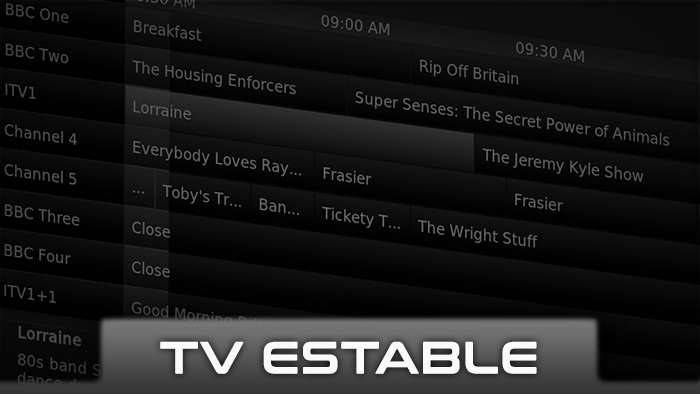 09:00 AM
09:30 AM
BBC One
Breakfast
Rip Off Britain
BBC Two
The Housing Enforcers
Super Senses: The Secret Power of Animals
ITV1
Lorraine
The Jeremy Kyle Show
Channel 4
Everybody Loves Ray...
Frasier
Frasier
Channel 5
...
Toby's Tr...
Ban...
Tickety T...
The Wright Stuff
BBC Three
Close
BBC Four
Close
ITV1+1
Good Morning
Lorraine
80s band
TV ESTABLE